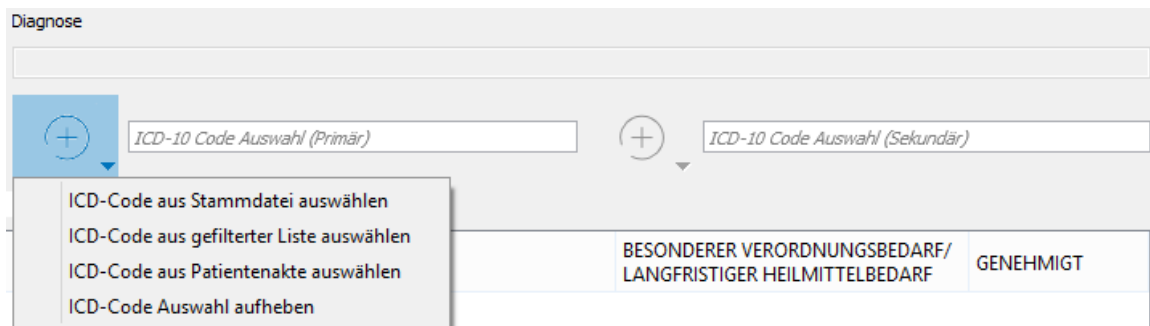 Diagnose
ICD-10 Code Auswahl (Primär)
ICD-10 Code Auswahl (Sekundär)
ICD-Code aus Stammdatei auswählen
ICD-Code aus gefilterter Liste auswählen
ICD-Code aus Patientenakte auswählen
ICD-Code Auswahl aufheben
BESONDERER VERORDNUNGSBEDARF/
LANGFRISTIGER HEILMITTELBEDARF
GENEHMIGT